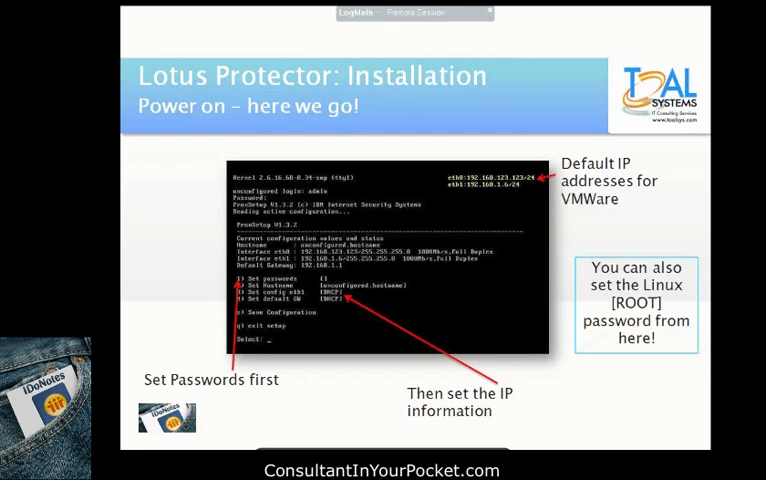 LogMeIn - Remote Session
Lotus Protector: Installation
Power on – here we go!
TOAL
SYSTEMS
IT Consulting Services
www.toalsys.com
Kernel 2.6.16.60-0.34-smp (tty1)
eth0:192.168.123.123/24
eth1:192.168.1.6/24
unconfigured login: admin
Password:
ProwSetup V1.3.2 (c) IBM Internet Security Systems
Reading active configuration...
ProwSetup V1.3.2
Current configuration values and status
Hostname : unconfigured.hostname
Interface eth0 : 192.168.123.123/255.255.255.0 1000Mb/s,Full Duplex
Interface eth1 : 192.168.1.6/255.255.255.0 1000Mb/s,Full Duplex
Default Gateway: 192.168.1.1
1) Set passwords []
2) Set Hostname [unconfigured.hostname]
3) Set config eth1 [DHCP]
4) Set default GW [DHCP]
s) Save Configuration
q) exit setup
Select: _
Default IP
addresses for
VMWare
You can also
set the Linux
[ROOT]
password from
here!
Set Passwords first
Then set the IP
information
iDoNotes
iDoNotes
ConsultantInYourPocket.com